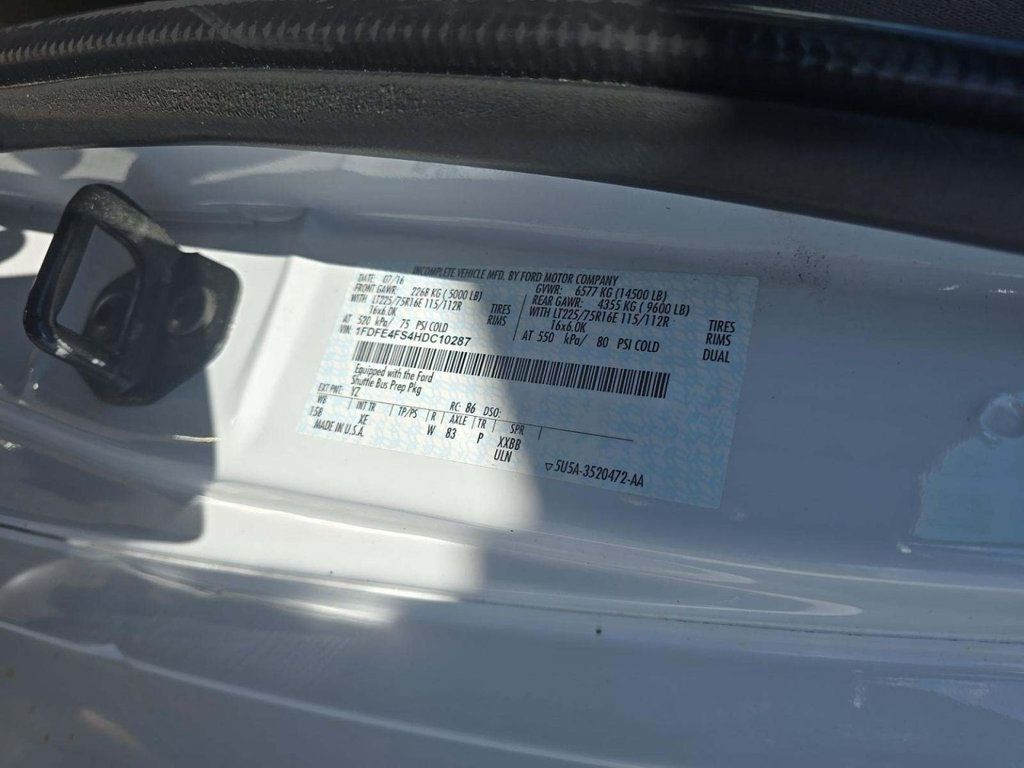 INCOMPLETE VEHICLE MFD. BY FORD MOTOR COMPANY
DATE: 07/16 GVWR: 6577 KG (14500 LB)
FRONT GAWR: 2268 KG (5000 LB) REAR GAWR: 4355 KG (9600 LB)
WITH LT225/75R16E 115/112R TIRES WITH LT225/75R16E 115/112R TIRES
16x6.0K RIMS 16x6.0K RIMS
AT 520 kPa/ 75 PSI COLD AT 550 kPa/ 80 PSI COLD DUAL
VIN: 1FDFE4FS4HDC10287
Equipped with the Ford
Shuttle Bus Prep Pkg
EXT PNT: YZ RC: 86 DSO:
WB INT TR TP/PS R AXLE TR SPR
158 XE W 83 P XXBB
MADE IN U.S.A. ULN
5U5A-3520472-AA